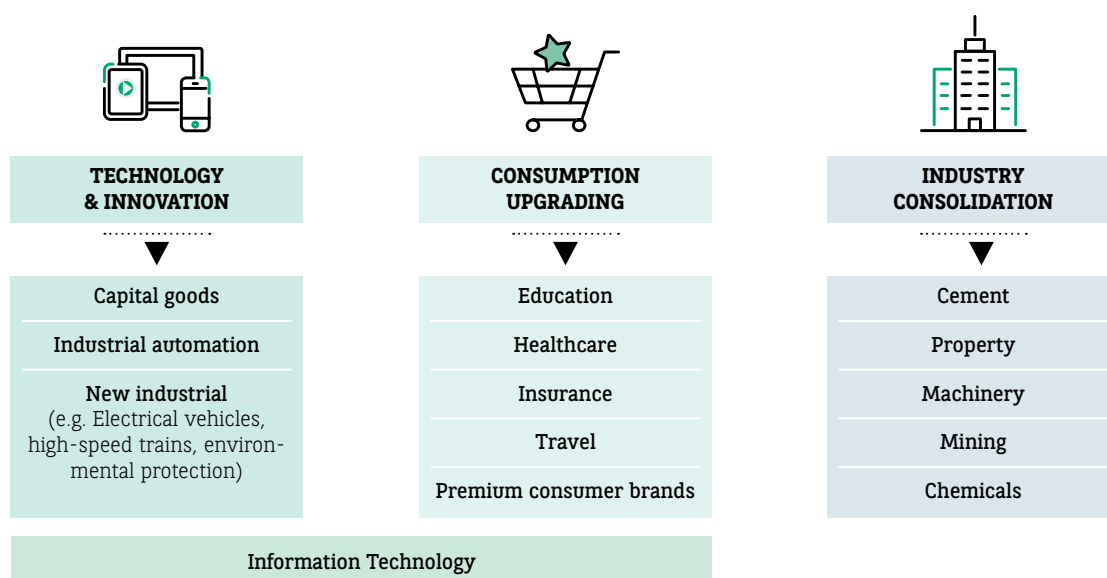 TECHNOLOGY
& INNOVATION
Capital goods
Industrial automation
New industrial
(e.g. Electrical vehicles,
high-speed trains, environ-
mental protection)
CONSUMPTION
UPGRADING
Education
Healthcare
Insurance
Travel
Premium consumer brands
Information Technology
INDUSTRY
CONSOLIDATION
Cement
Property
Machinery
Mining
Chemicals